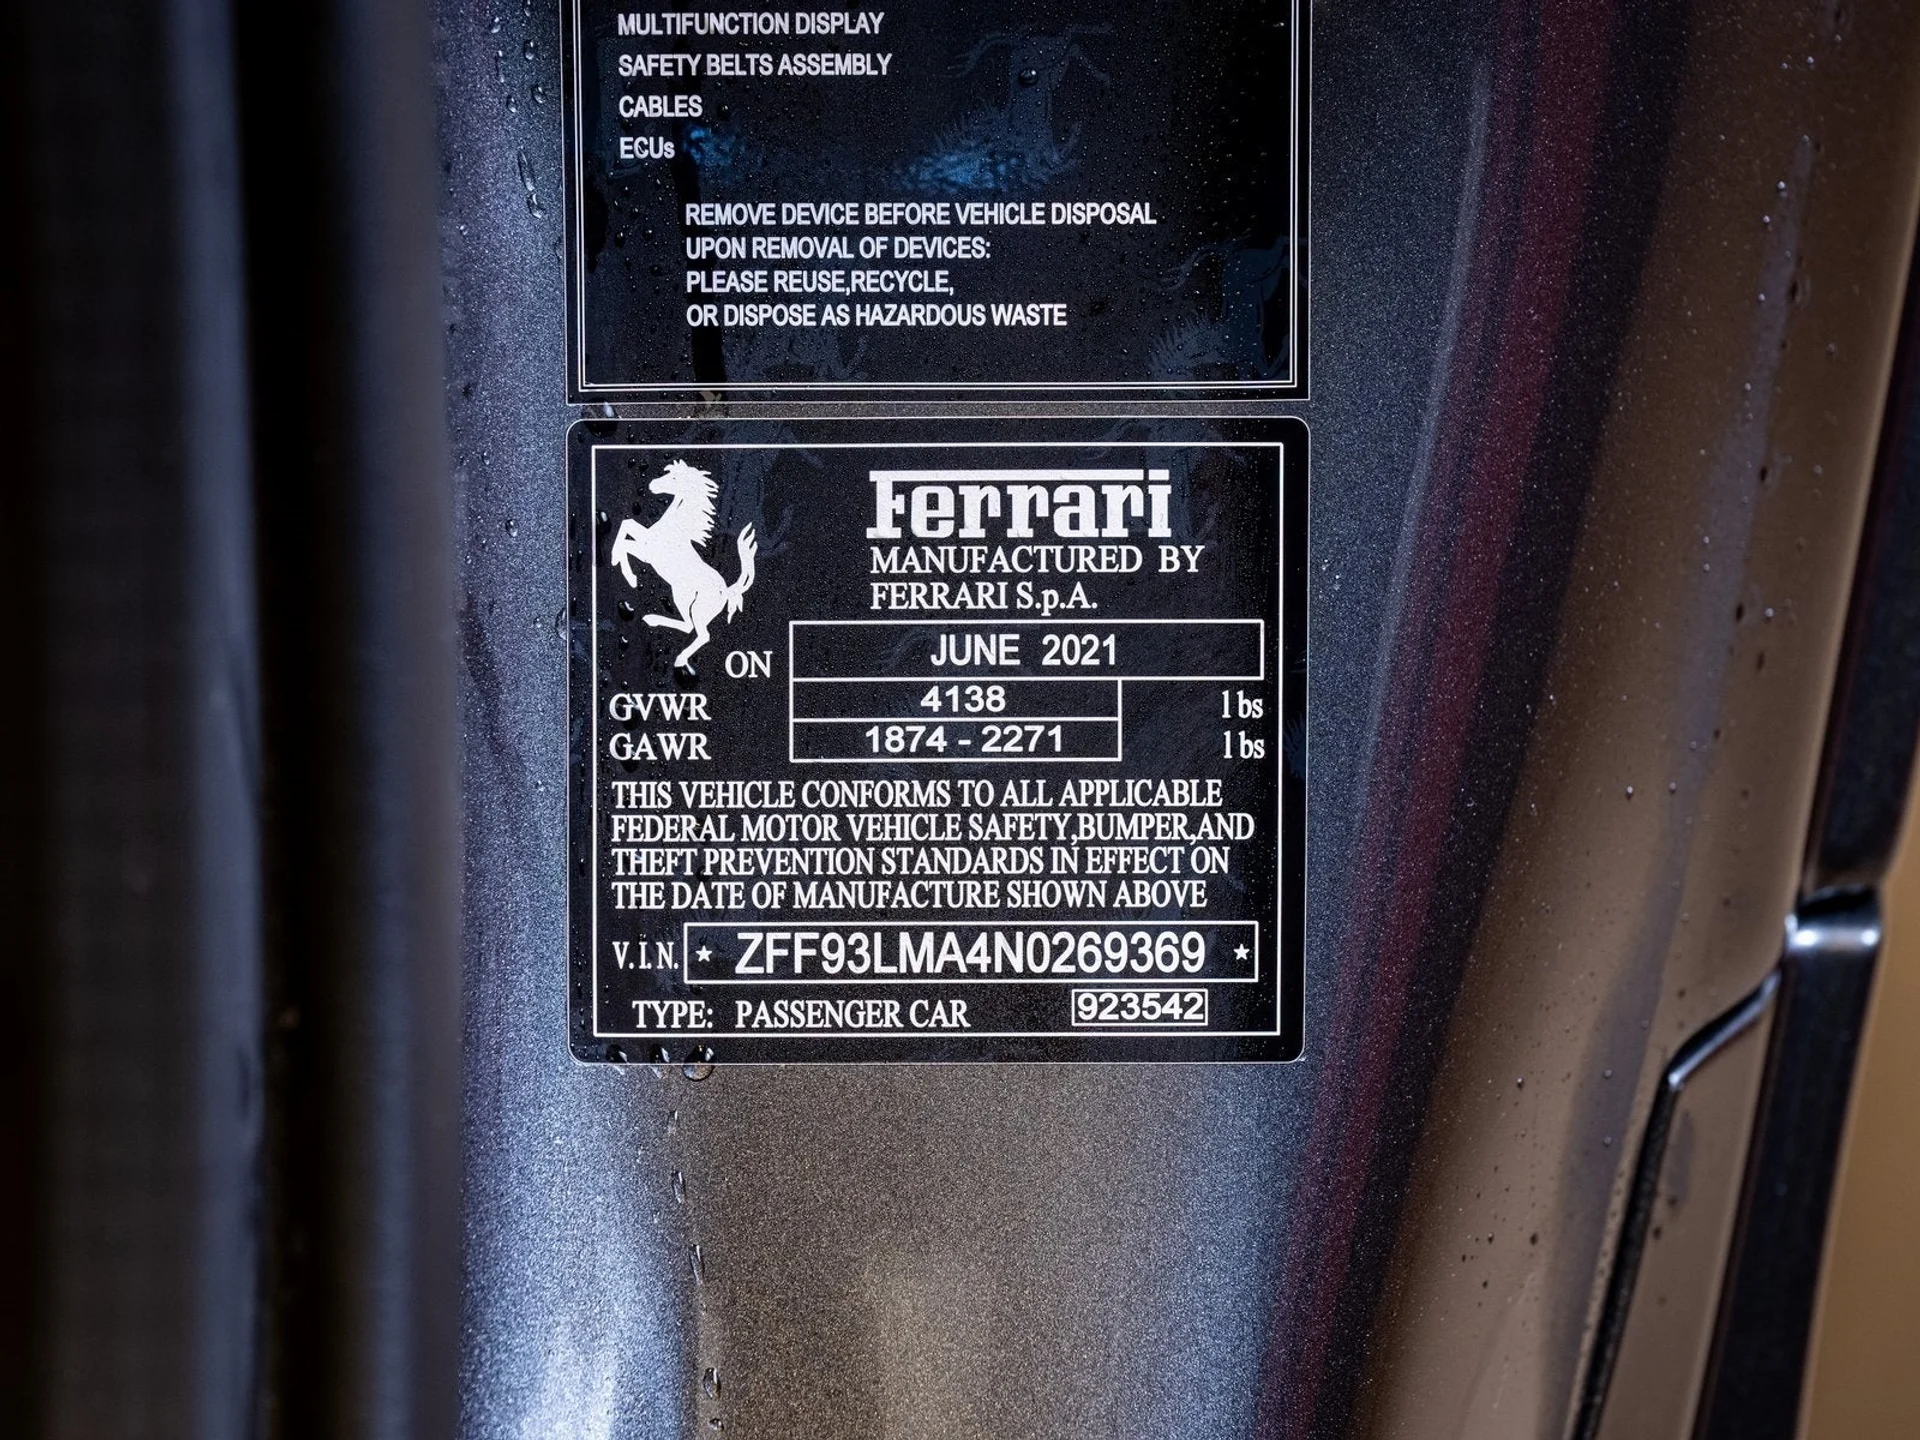 MULTIFUNCTION DISPLAY
SAFETY BELTS ASSEMBLY
CABLES
ECUs
REMOVE DEVICE BEFORE VEHICLE DISPOSAL
UPON REMOVAL OF DEVICES:
PLEASE REUSE,RECYCLE,
OR DISPOSE AS HAZARDOUS WASTE
Ferrari
MANUFACTURED BY
FERRARI S.p.A.
ON JUNE 2021
GVWR 4138 lbs
GAWR 1874 - 2271 lbs
THIS VEHICLE CONFORMS TO ALL APPLICABLE
FEDERAL MOTOR VEHICLE SAFETY,BUMPER,AND
THEFT PREVENTION STANDARDS IN EFFECT ON
THE DATE OF MANUFACTURE SHOWN ABOVE
V.I.N. ★ ZFF93LMA4N0269369 ★
TYPE: PASSENGER CAR 923542